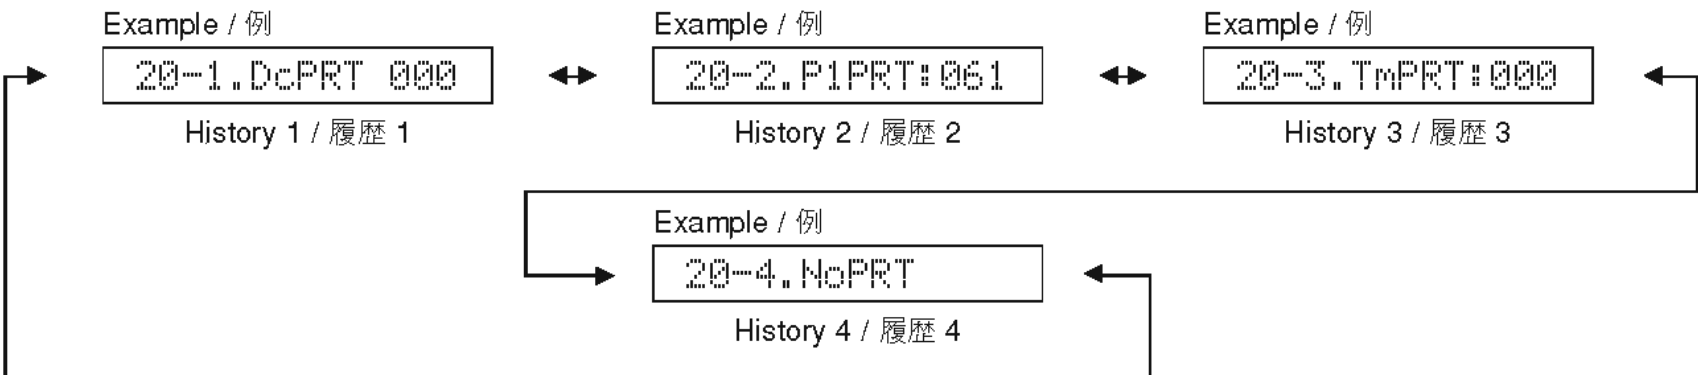 Example / 例 Example / 例 Example / 例
20-1.DcPRT 000 20-2.P1PRT:061 20-3.TmPRT:000
History 1 / 履歴 1 History 2 / 履歴 2 History 3 / 履歴 3
Example / 例
20-4.NoPRT
History 4 / 履歴 4